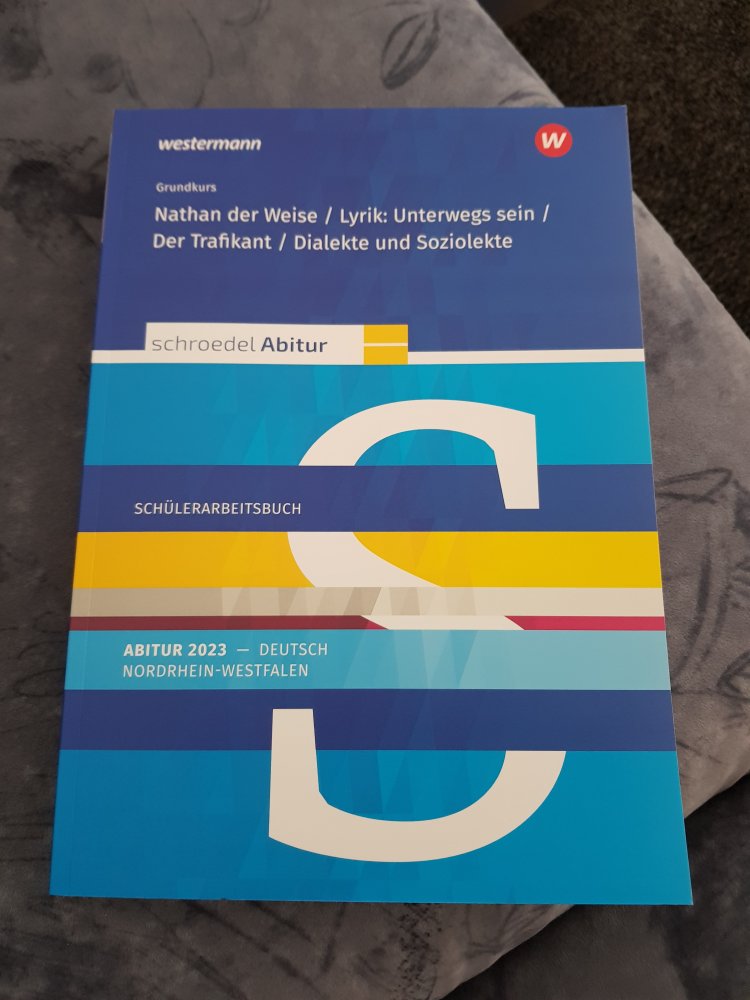 westermann
W
Grundkurs
Nathan der Weise / Lyrik: Unterwegs sein /
Der Trafikant / Dialekte und Soziolekte
schroedel Abitur
S
SCHÜLERARBEITSBUCH
ABITUR 2023 — DEUTSCH
NORDRHEIN-WESTFALEN